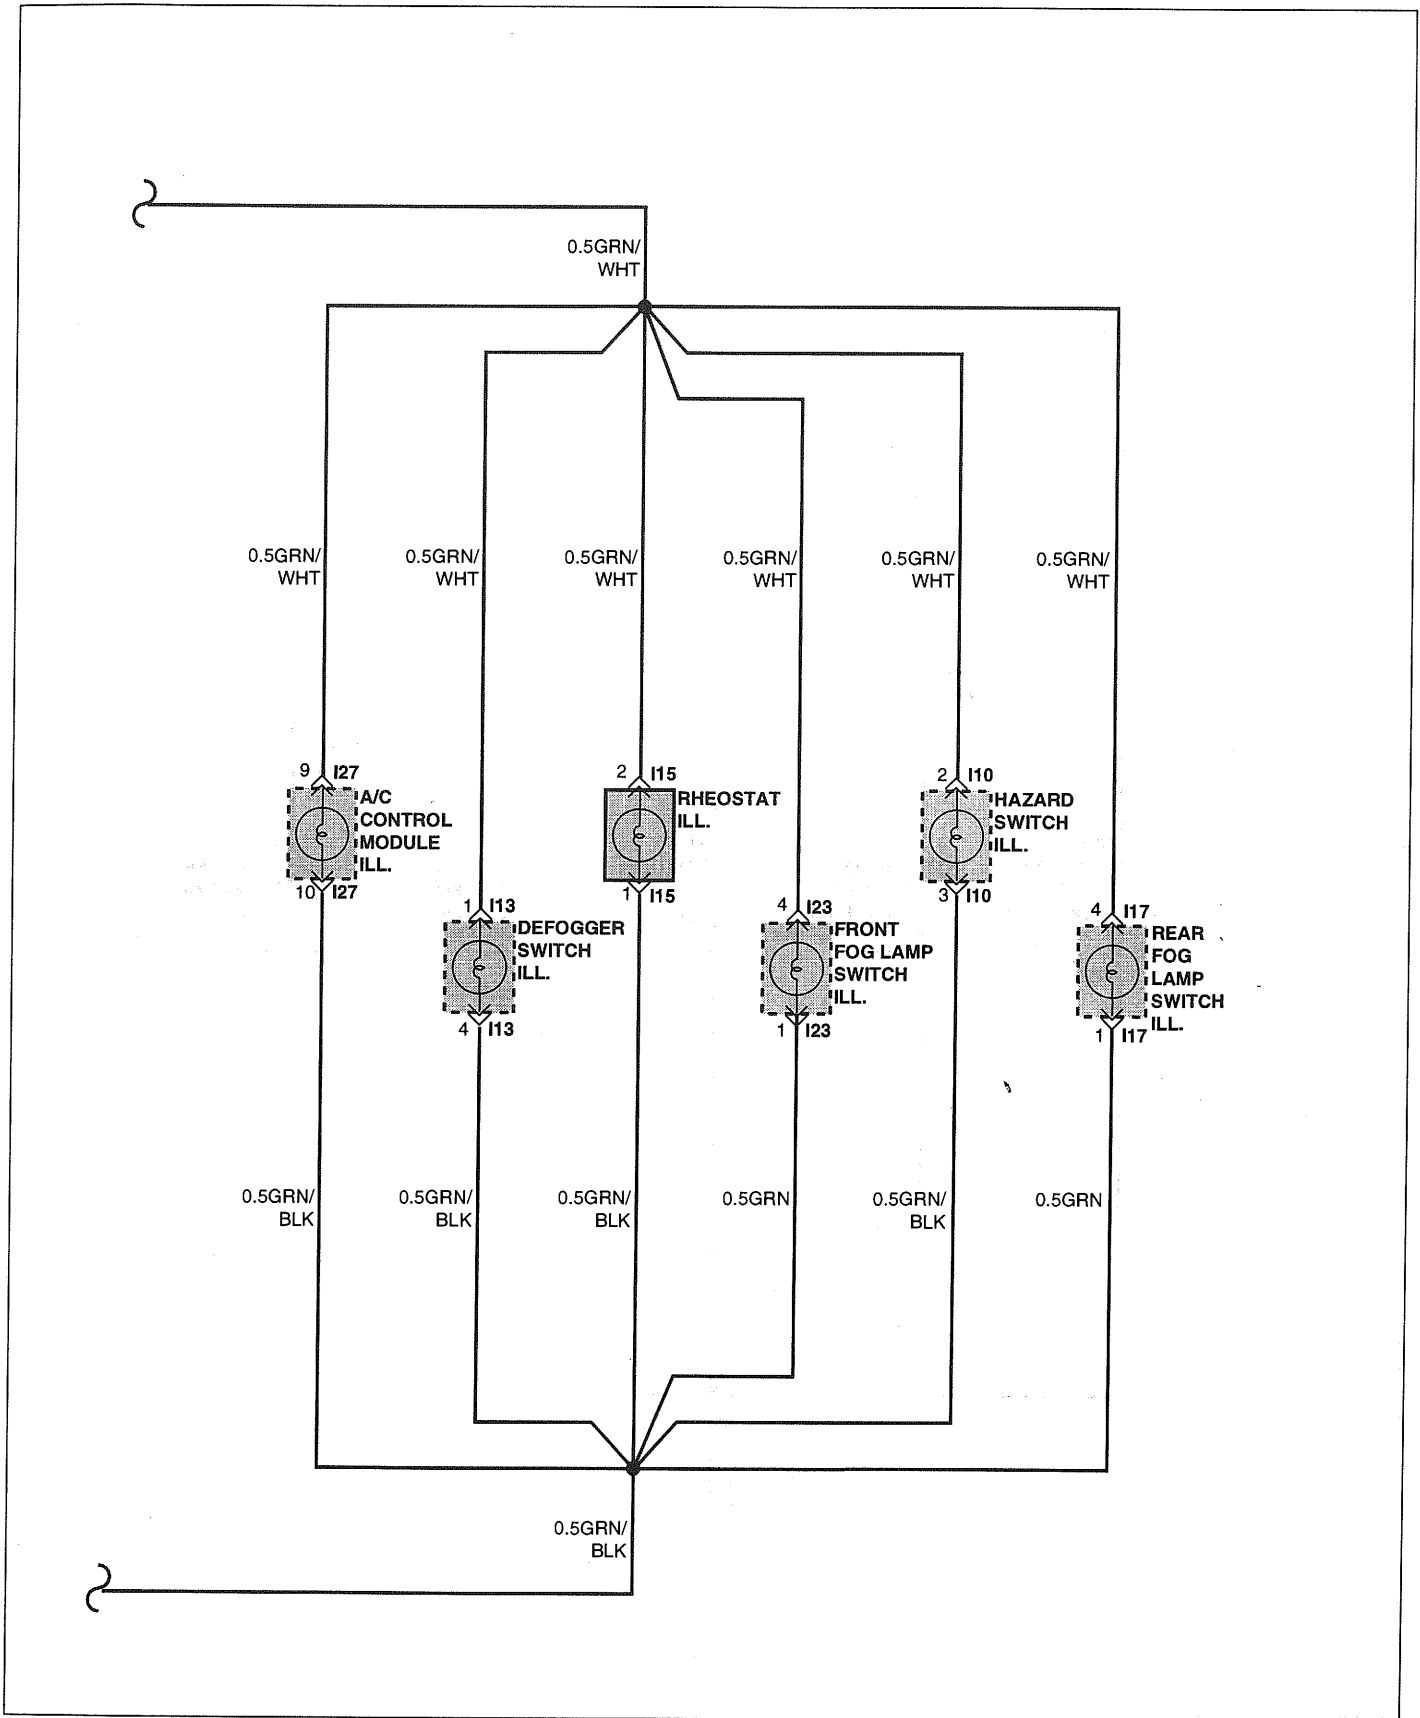 0.5GRN/
WHT
0.5GRN/
WHT
0.5GRN/
WHT
0.5GRN/
WHT
0.5GRN/
WHT
0.5GRN/
WHT
0.5GRN/
WHT
9 I27
A/C
CONTROL
MODULE
ILL.
10 I27
1 I13
DEFOGGER
SWITCH
ILL.
4 I13
2 I15
RHEOSTAT
ILL.
1 I15
4 I23
FRONT
FOG LAMP
SWITCH
ILL.
1 I23
2 I10
HAZARD
SWITCH
ILL.
3 I10
4 I17
REAR
FOG
LAMP
SWITCH
ILL.
1 I17
0.5GRN/
BLK
0.5GRN/
BLK
0.5GRN/
BLK
0.5GRN
0.5GRN/
BLK
0.5GRN
0.5GRN/
BLK